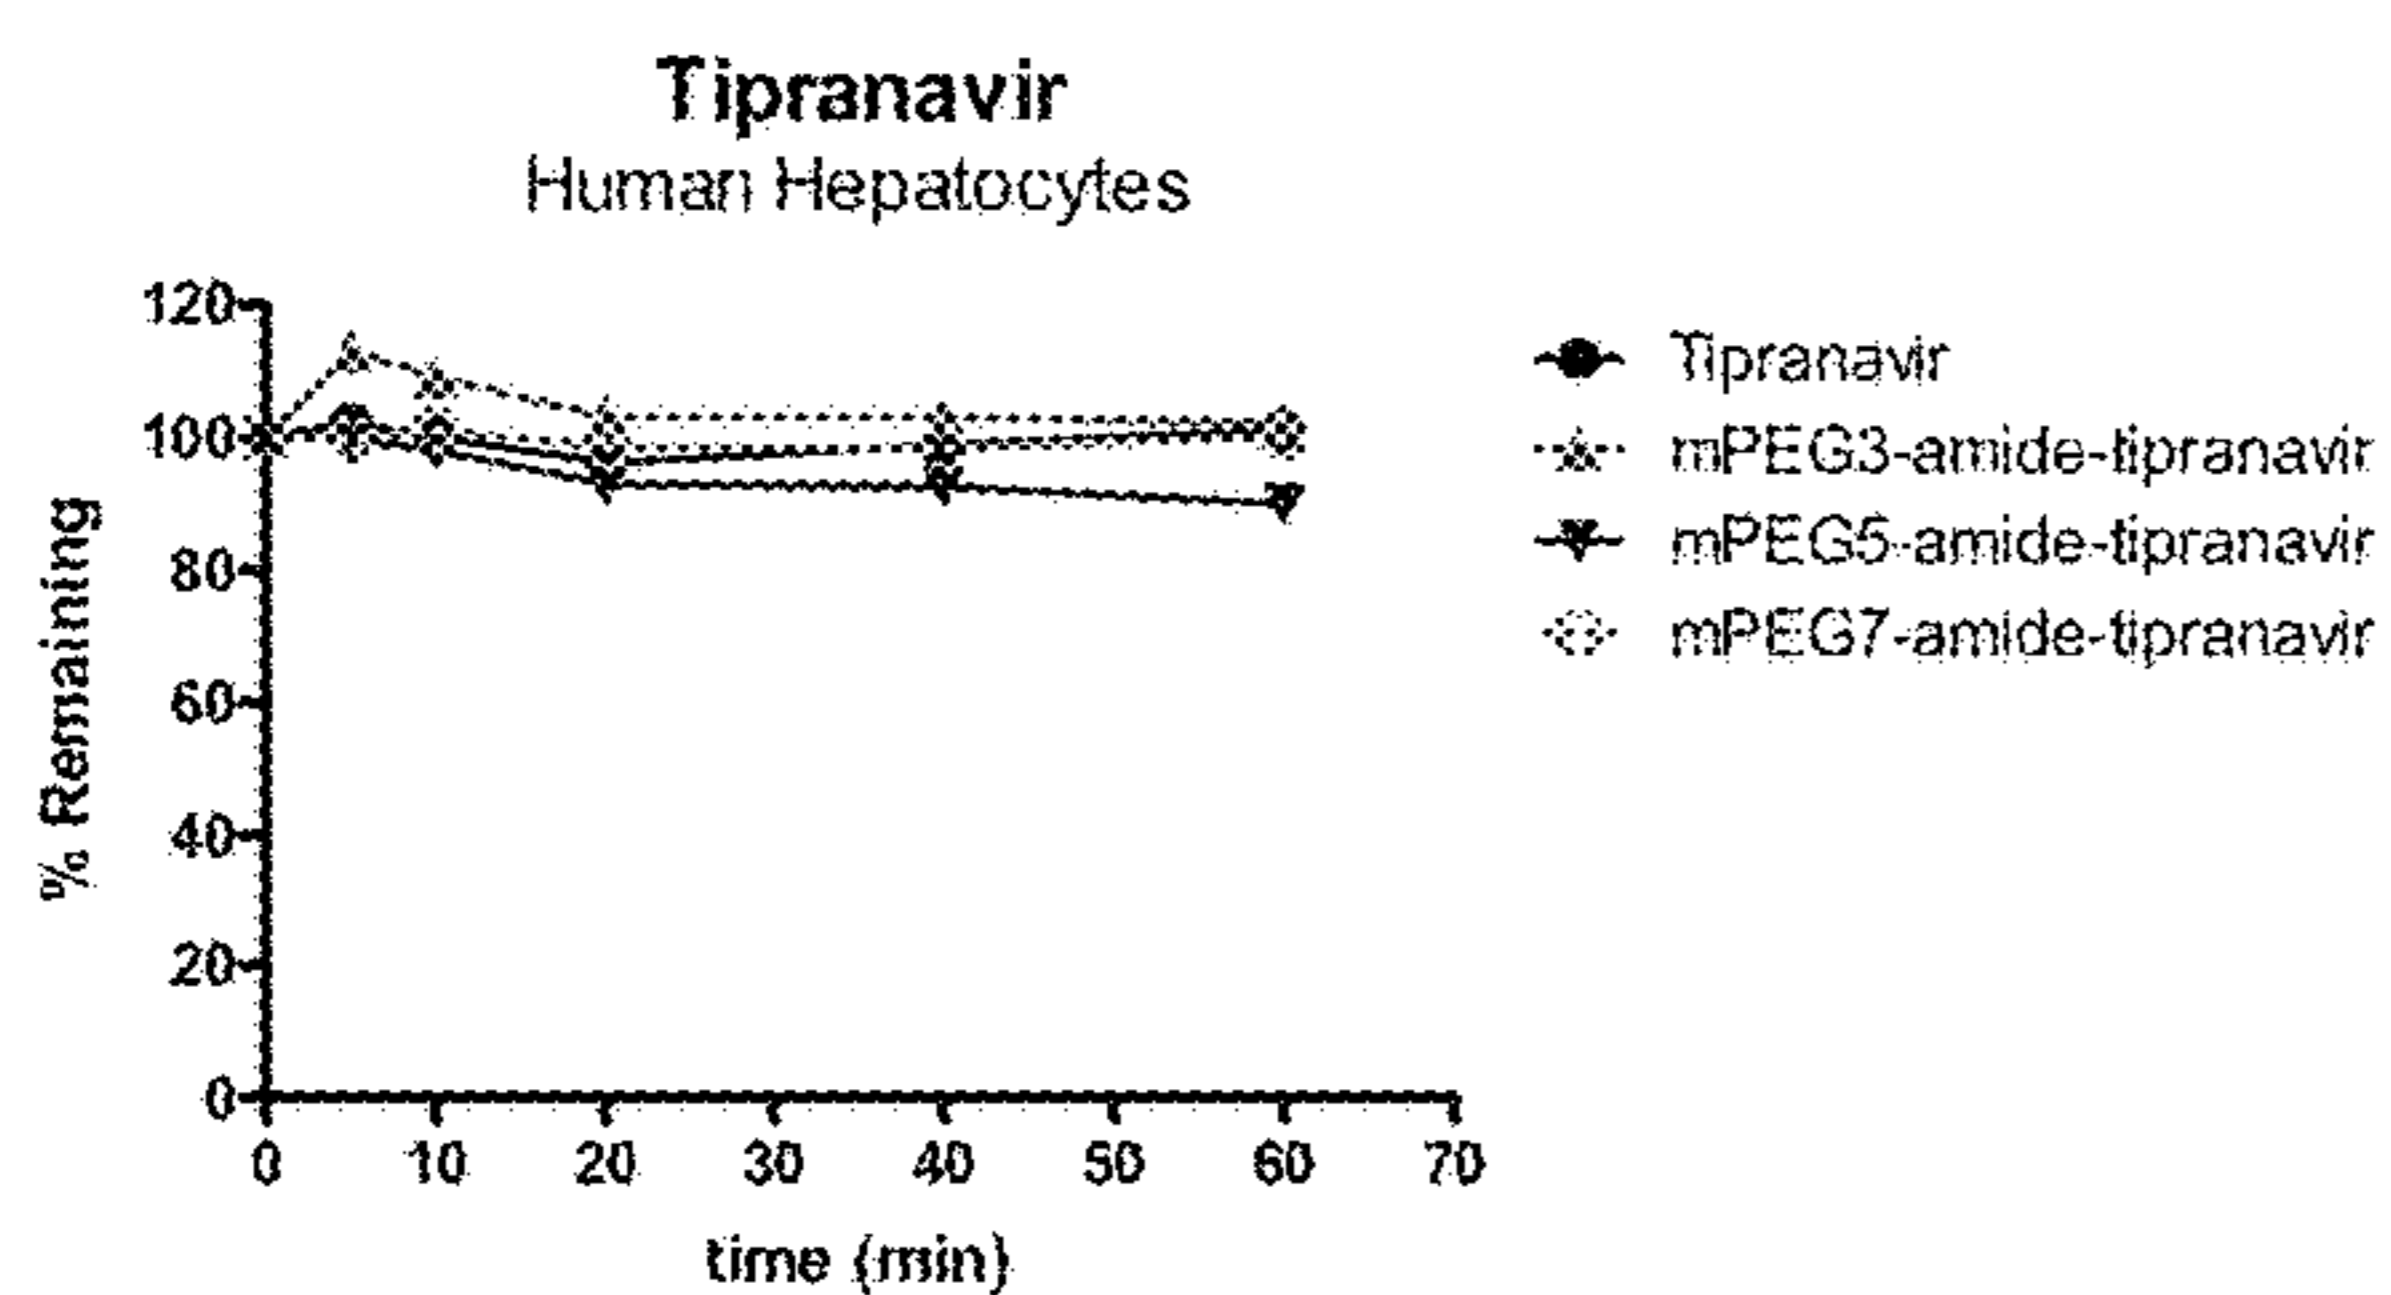 Tipranavir
Human Hepatocytes
120
100
80
60
40
20
0
% Remaining
0 10 20 30 40 50 60 70
time (min)
Tipranavir
mPEG3-amide-tipranavir
mPEG5-amide-tipranavir
mPEG7-amide-tipranavir